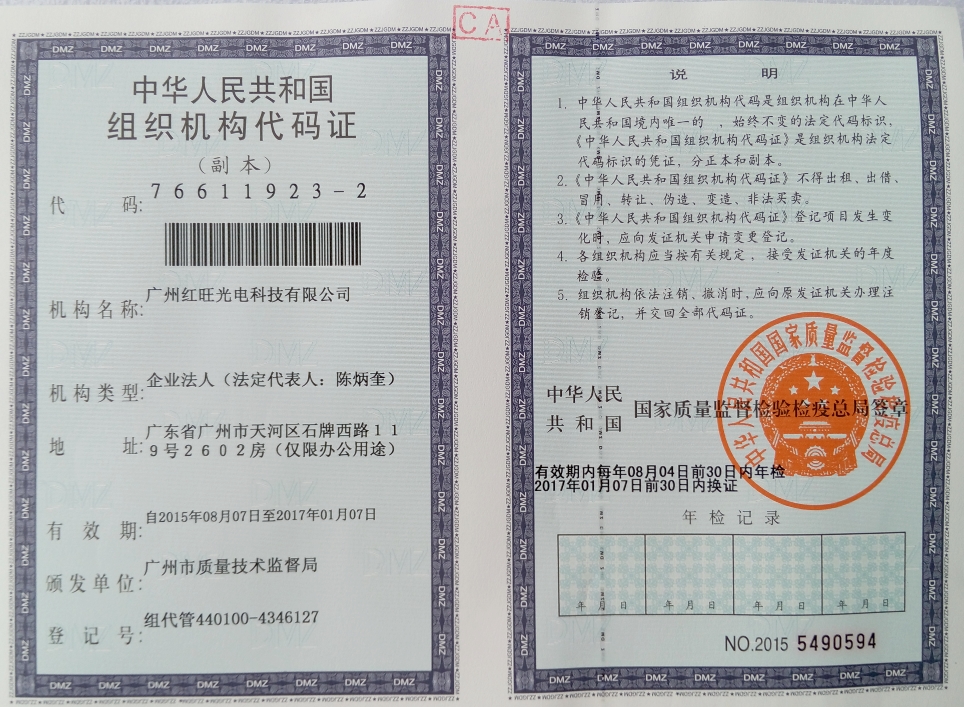 CA
中华人民共和国
组织机构代码证
（副本）
代 码: 76611923-2
机构名称: 广州红旺光电科技有限公司
机构类型: 企业法人（法定代表人：陈炳奎）
地 址: 广东省广州市天河区石牌西路11
9号2602房（仅限办公用途）
有 效 期: 自2015年08月07日至2017年01月07日
颁发单位: 广州市质量技术监督局
登 记 号: 组代管440100-4346127
说 明
1. 中华人民共和国组织机构代码是组织机构在中华人
民共和国境内唯一的 、始终不变的法定代码标识，
《中华人民共和国组织机构代码证》是组织机构法定
代码标识的凭证，分正本和副本。
2.《中华人民共和国组织机构代码证》不得出租、出借、
冒用、转让、伪造、变造、非法买卖。
3.《中华人民共和国组织机构代码证》登记项目发生变
化时，应向发证机关申请变更登记。
4. 各组织机构应当按有关规定，接受发证机关的年度
检验。
5. 组织机构依法注销、撤消时，应向原发证机关办理注
销登记，并交回全部代码证。
中华人民
共和国
国家质量监督检验检疫总局签章
中华人民共和国国家质量监督检验检疫总局
有效期内每年08月04日前30日内年检
2017年01月07日前30日内换证
年检记录
年 月 日 年 月 日 年 月 日 年 月 日
NO.2015 5490594